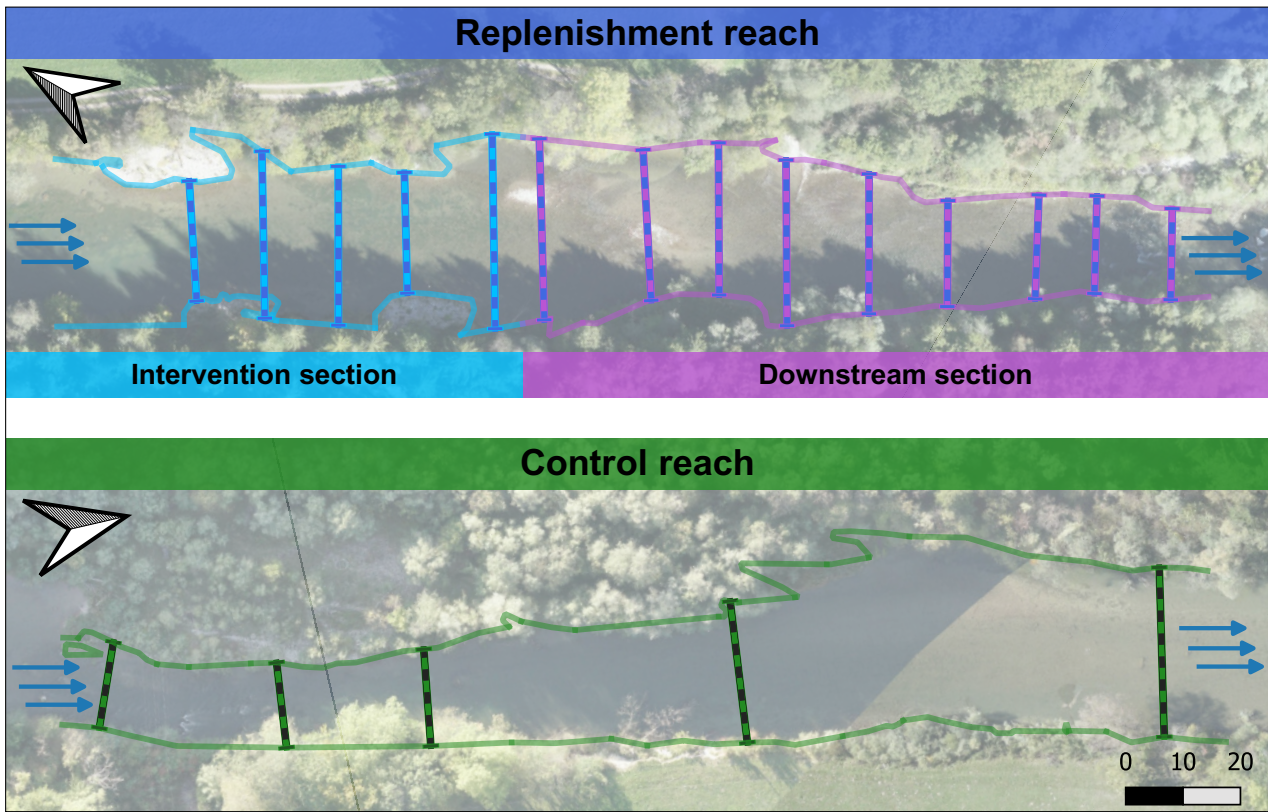 Replenishment reach
Intervention section
Downstream section
Control reach
0 10 20